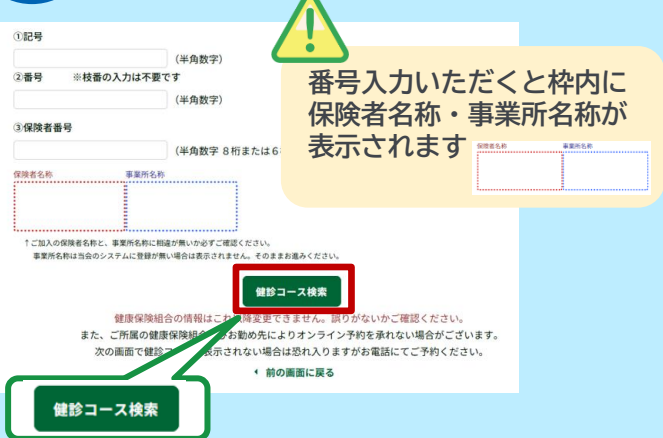 ①記号
(半角数字)
②番号 ※枝番の入力は不要です
(半角数字)
③保険者番号
(半角数字 8桁または6
保険者名称 事業所名称
↑ご加入の保険者名称と、事業所名称に相違が無いか必ずご確認ください。
事業所名称は当会のシステムに登録が無い場合は表示されません。そのままお進みください。
番号入力いただくと枠内に
保険者名称・事業所名称が
表示されます
保険者名称 事業所名称
健診コース検索
健康保険組合の情報はこれ以降変更できません。誤りがないかご確認ください。
また、ご所属の健康保険組合 お勤め先によりオンライン予約を承れない場合がございます。
次の画面で健診コ 表示されない場合は恐れ入りますがお電話にてご予約ください。
前の画面に戻る
健診コース検索